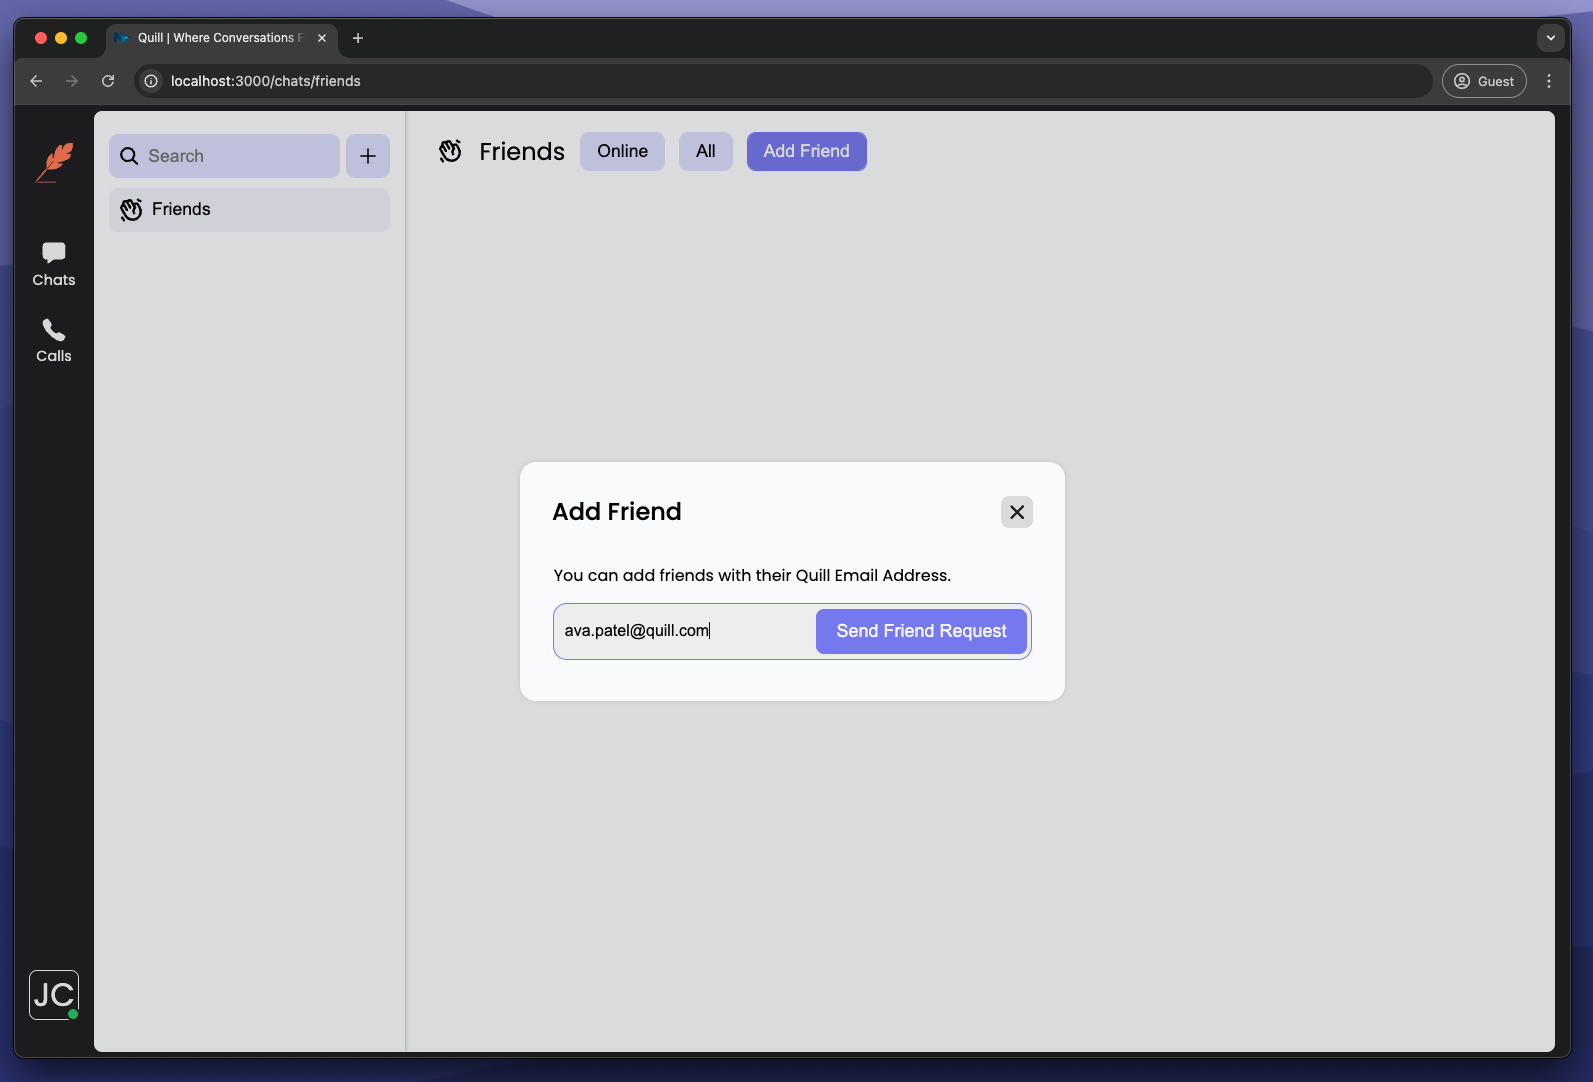 Quill | Where Conversations F
localhost:3000/chats/friends
Guest
Search
Friends
Chats
Calls
JC
Friends
Online
All
Add Friend
Add Friend
You can add friends with their Quill Email Address.
ava.patel@quill.com
Send Friend Request